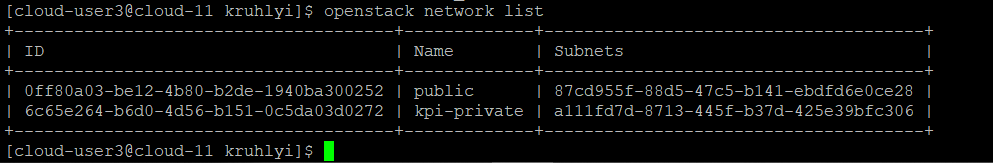 [cloud-user3@cloud-11 kruhlyi]$ openstack network list
+--------------------------------------+-------------+--------------------------------------+
| ID                                   | Name        | Subnets                              |
+--------------------------------------+-------------+--------------------------------------+
| 0ff80a03-be12-4b80-b2de-1940ba300252 | public      | 87cd955f-88d5-47c5-b141-ebdfd6e0ce28 |
| 6c65e264-b6d0-4d56-b151-0c5da03d0272 | kpi-private | a111fd7d-8713-445f-b37d-425e39bfc306 |
+--------------------------------------+-------------+--------------------------------------+
[cloud-user3@cloud-11 kruhlyi]$